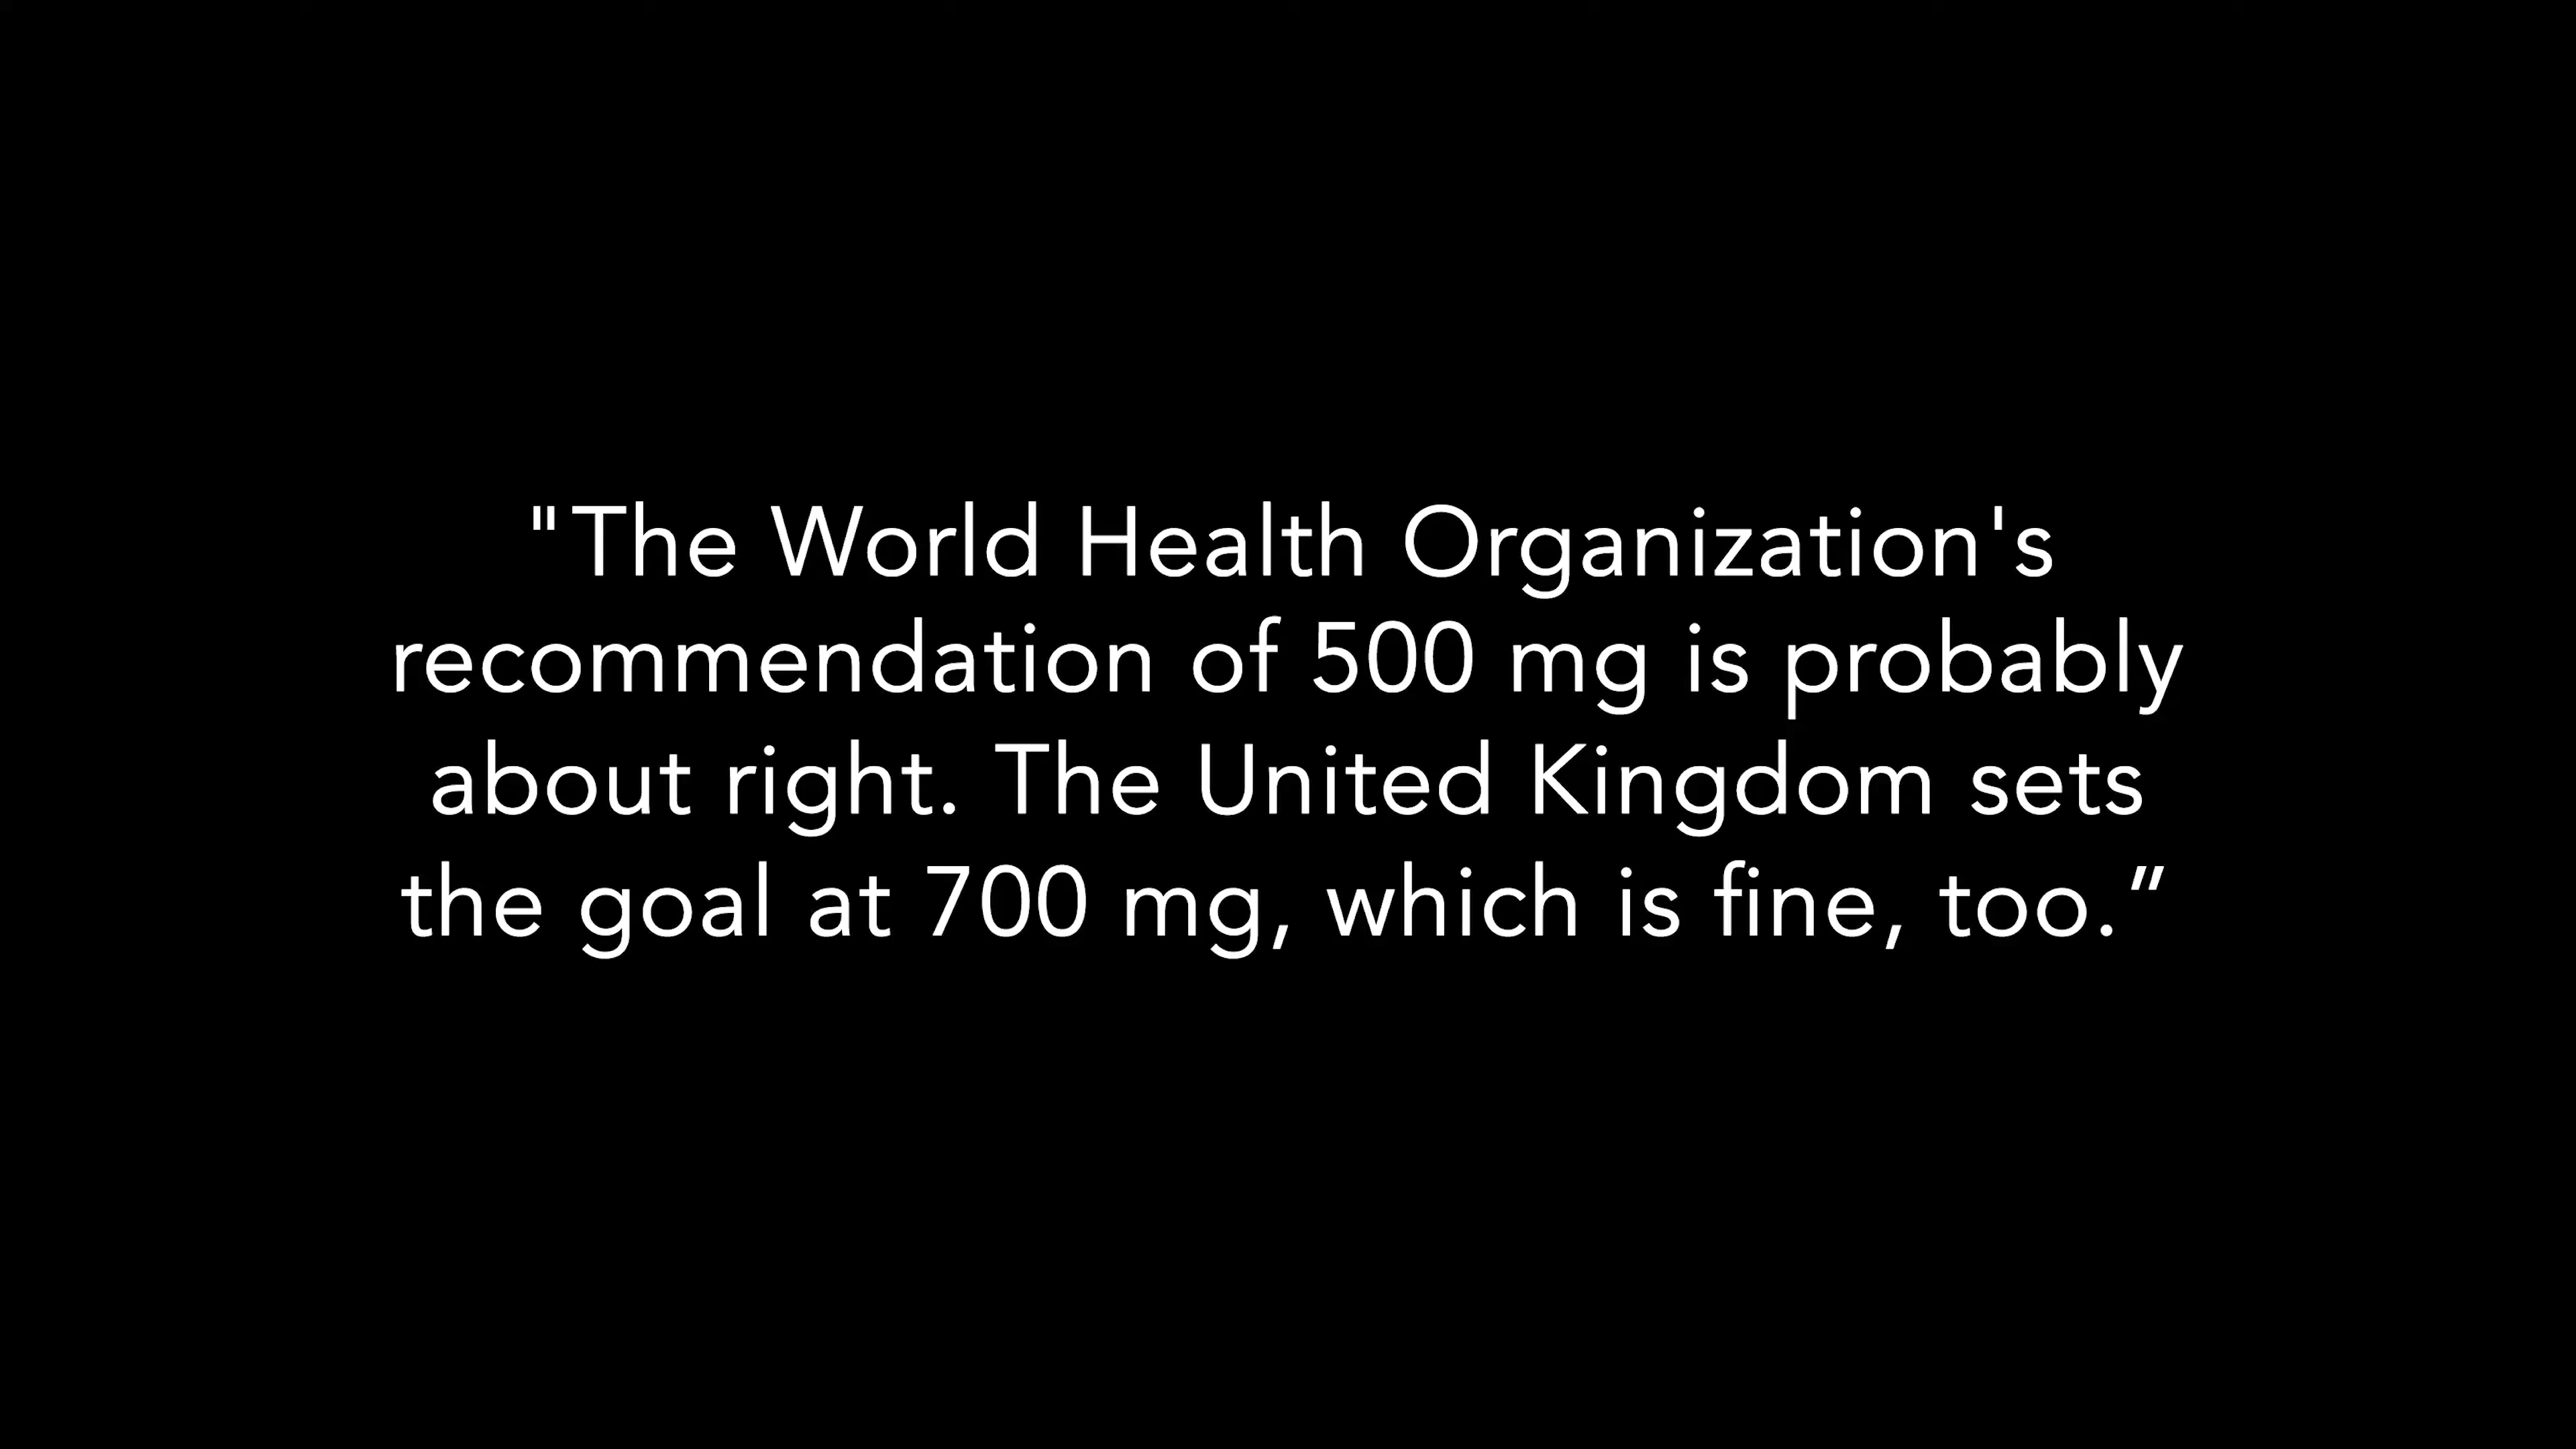 "The World Health Organization's
recommendation of 500 mg is probably
about right. The United Kingdom sets
the goal at 700 mg, which is fine, too.”